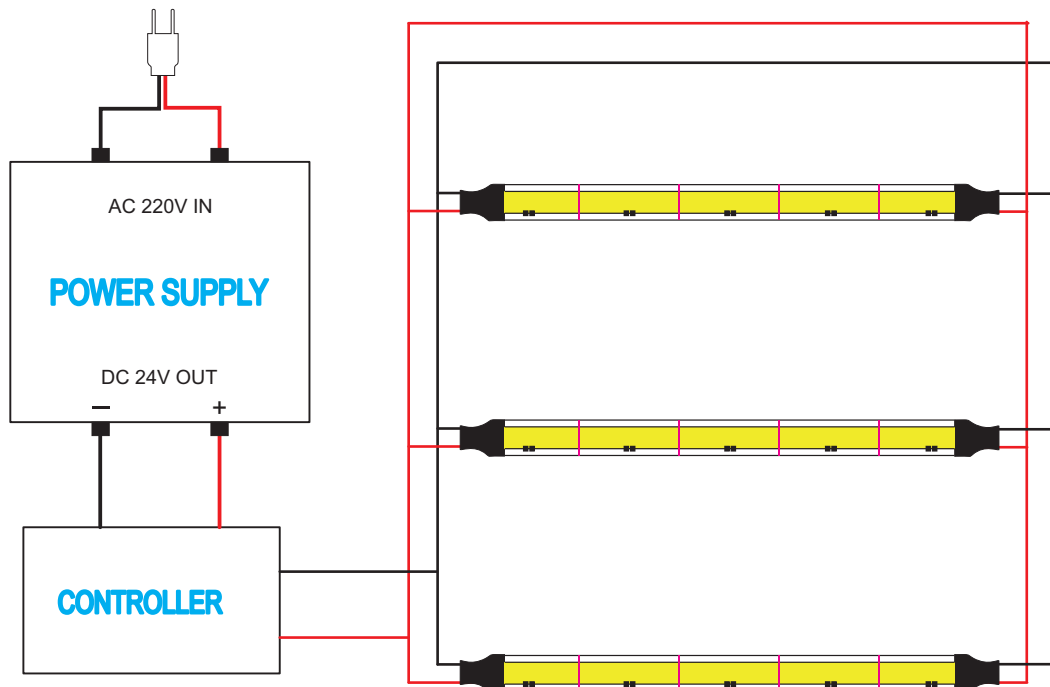 AC 220V IN
POWER SUPPLY
DC 24V OUT
— +
CONTROLLER